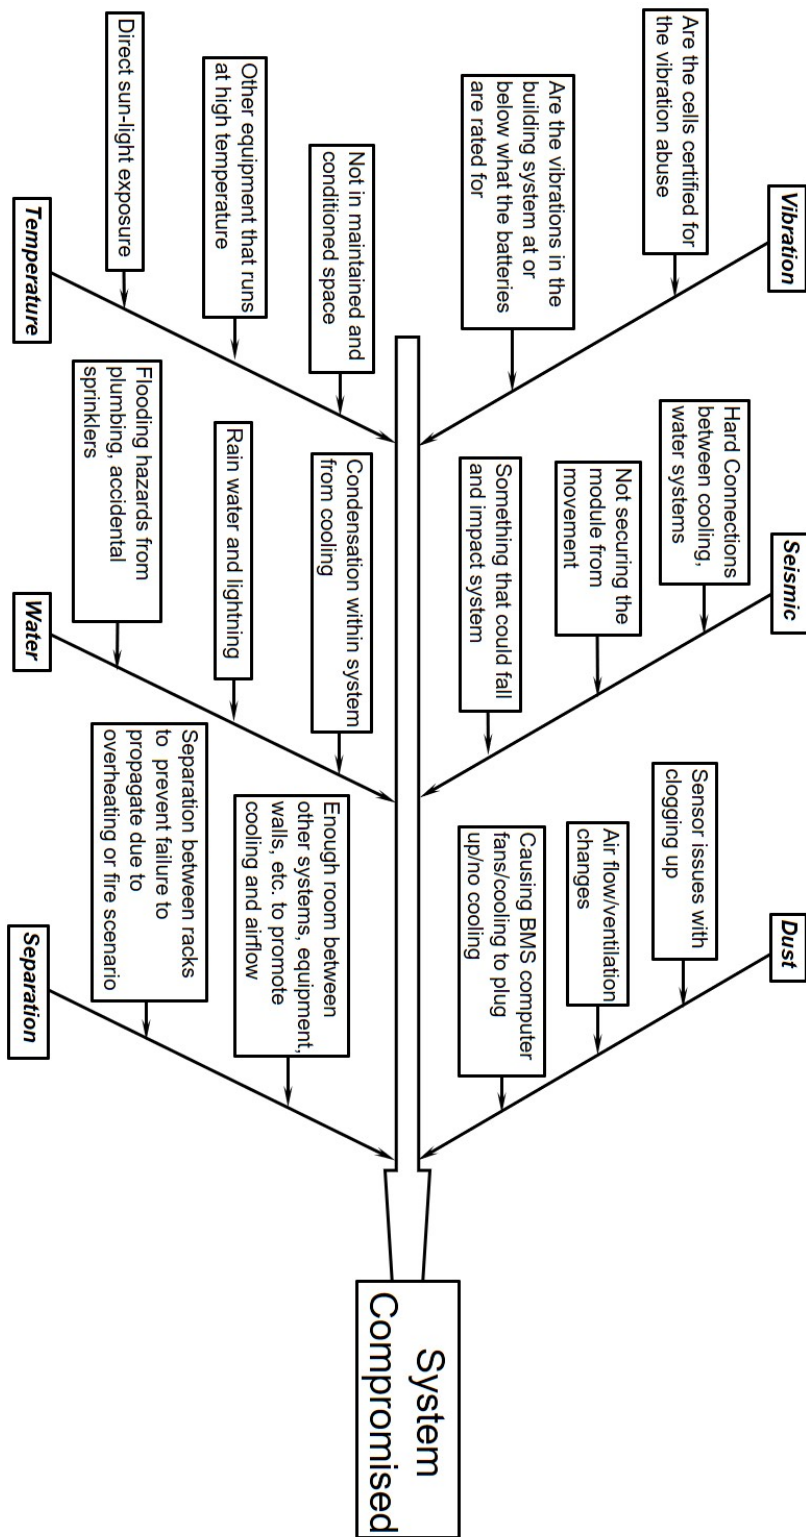 Vibration
Are the cells certified for
the vibration abuse
Are the vibrations in the
building system at or
below what the batteries
are rated for
Seismic
Hard Connections
between cooling,
water systems
Not securing the
module from
movement
Something that could fall
and impact system
Dust
Sensor issues with
clogging up
Air flow/ventilation
changes
Causing BMS computer
fans/cooling to plug
up/no cooling
System
Compromised
Not in maintained and
conditioned space
Other equipment that runs
at high temperature
Direct sun-light exposure
Temperature
Condensation within system
from cooling
Rain water and lightning
Flooding hazards from
plumbing, accidental
sprinklers
Water
Enough room between
other systems, equipment,
walls, etc. to promote
cooling and airflow
Separation between racks
to prevent failure to
propagate due to
overheating or fire scenario
Separation